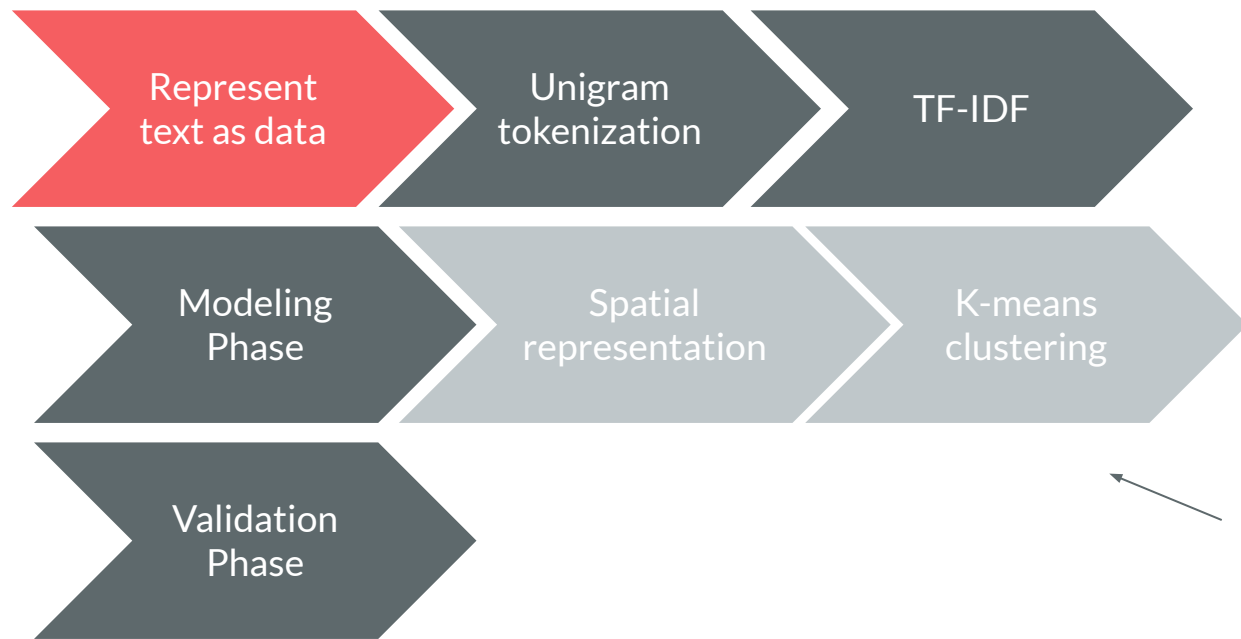 Represent
text as data
Unigram
tokenization
TF-IDF
Modeling
Phase
Spatial
representation
K-means
clustering
Validation
Phase